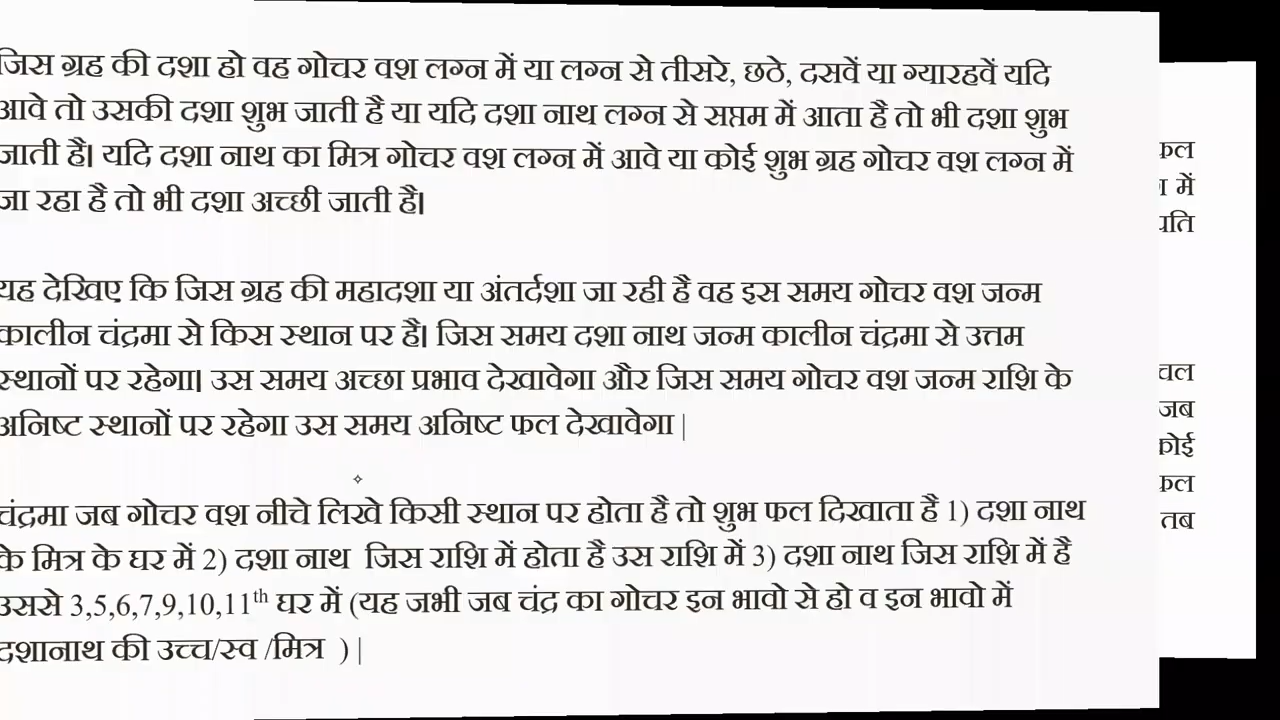 जिस ग्रह की दशा हो वह गोचर वश लग्न में या लग्न से तीसरे, छठे, दसवें या ग्यारहवें यदि
आवे तो उसकी दशा शुभ जाती है या यदि दशा नाथ लग्न से सप्तम में आता है तो भी दशा शुभ
जाती है। यदि दशा नाथ का मित्र गोचर वश लग्न में आवे या कोई शुभ ग्रह गोचर वश लग्न में
जा रहा है तो भी दशा अच्छी जाती है।
यह देखिए कि जिस ग्रह की महादशा या अंतर्दशा जा रही है वह इस समय गोचर वश जन्म
कालीन चंद्रमा से किस स्थान पर है। जिस समय दशा नाथ जन्म कालीन चंद्रमा से उत्तम
स्थानों पर रहेगा। उस समय अच्छा प्रभाव देखावेगा और जिस समय गोचर वश जन्म राशि के
अनिष्ट स्थानों पर रहेगा उस समय अनिष्ट फल देखावेगा |
चंद्रमा जब गोचर वश नीचे लिखे किसी स्थान पर होता है तो शुभ फल दिखाता है 1) दशा नाथ
के मित्र के घर में 2) दशा नाथ जिस राशि में होता है उस राशि में 3) दशा नाथ जिस राशि में है
उससे 3,5,6,7,9,10,11th घर में (यह जभी जब चंद्र का गोचर इन भावो से हो व इन भावो में
दशानाथ की उच्च/स्व /मित्र ) |
में
जब
तब